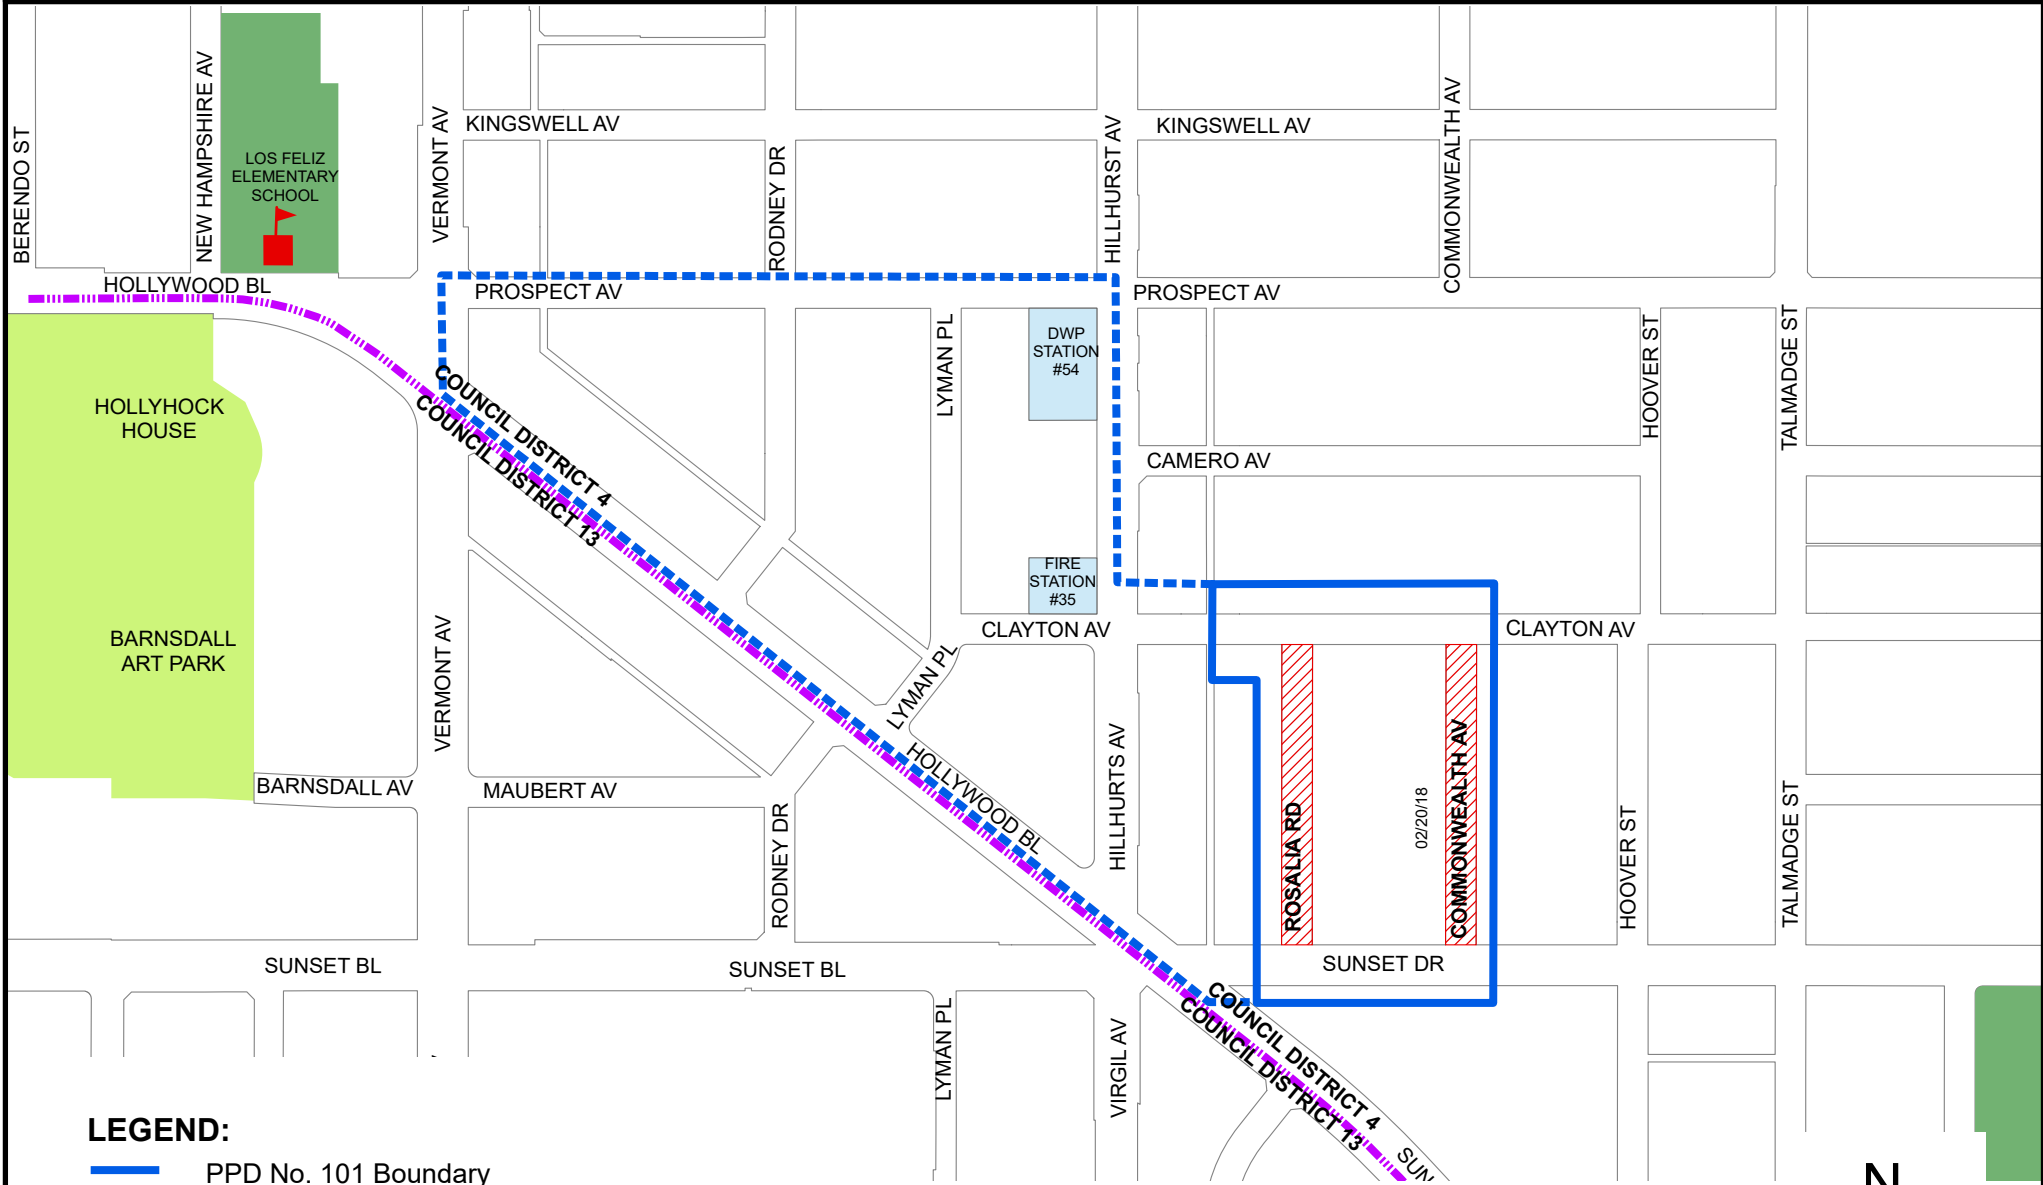 BERENDO ST
NEW HAMPSHIRE AV
LOS FELIZ
ELEMENTARY
SCHOOL
VERMONT AV
KINGSWELL AV
RODNEY DR
HILLHURST AV
KINGSWELL AV
COMMONWEALTH AV
HOLLYWOOD BL
PROSPECT AV
PROSPECT AV
HOLLYHOCK
HOUSE
COUNCIL DISTRICT 4
COUNCIL DISTRICT 13
LYMAN PL
DWP
STATION
#54
HOOVER ST
TALMADGE ST
CAMERO AV
FIRE
STATION
#35
BARNSDALL
ART PARK
VERMONT AV
CLAYTON AV
CLAYTON AV
LYMAN PL
HOLLYWOOD BL
HILLHURTS AV
BARNSDALL AV
MAUBERT AV
RODNEY DR
ROSALIA RD
02/20/18
COMMONWEALTH AV
HOOVER ST
TALMADGE ST
SUNSET BL
SUNSET BL
SUNSET DR
LYMAN PL
VIRGIL AV
COUNCIL DISTRICT 4
COUNCIL DISTRICT 13
SUN
LEGEND:
PPD No. 101 Boundary
N